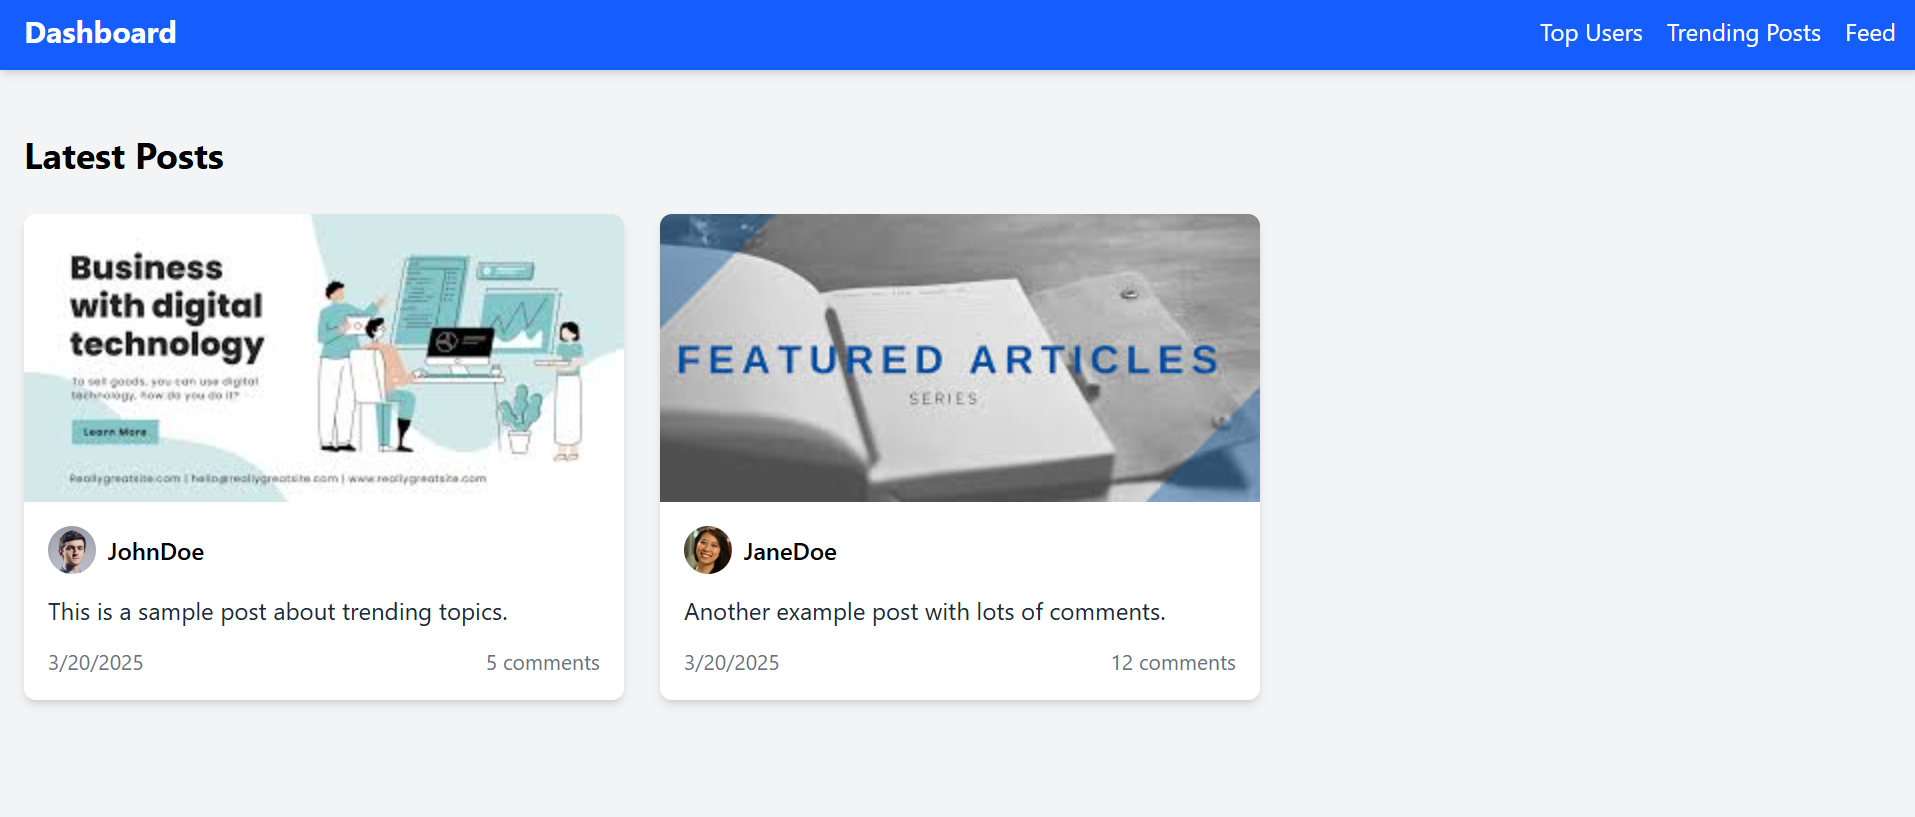 Dashboard
Top Users Trending Posts Feed
Latest Posts
Business
with digital
technology
To sell goods, you can use digital
technology, how do you do it?
Learn More
Reallygreatsite.com | hello@reallygreatsite.com | www.reallygreatsite.com
JohnDoe
This is a sample post about trending topics.
3/20/2025 5 comments
FEATURED ARTICLES
SERIES
JaneDoe
Another example post with lots of comments.
3/20/2025 12 comments